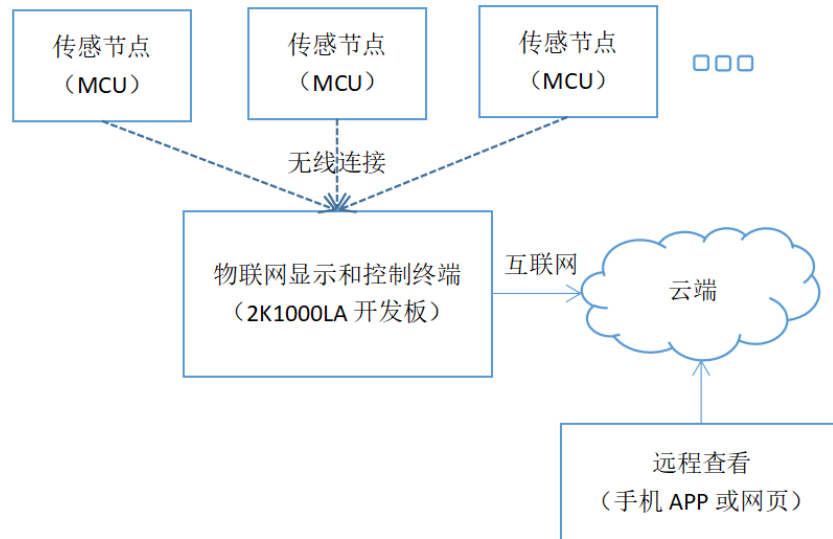 传感节点
（MCU）
传感节点
（MCU）
传感节点
（MCU）
无线连接
物联网显示和控制终端
（2K1000LA 开发板）
互联网
云端
远程查看
（手机 APP 或网页）